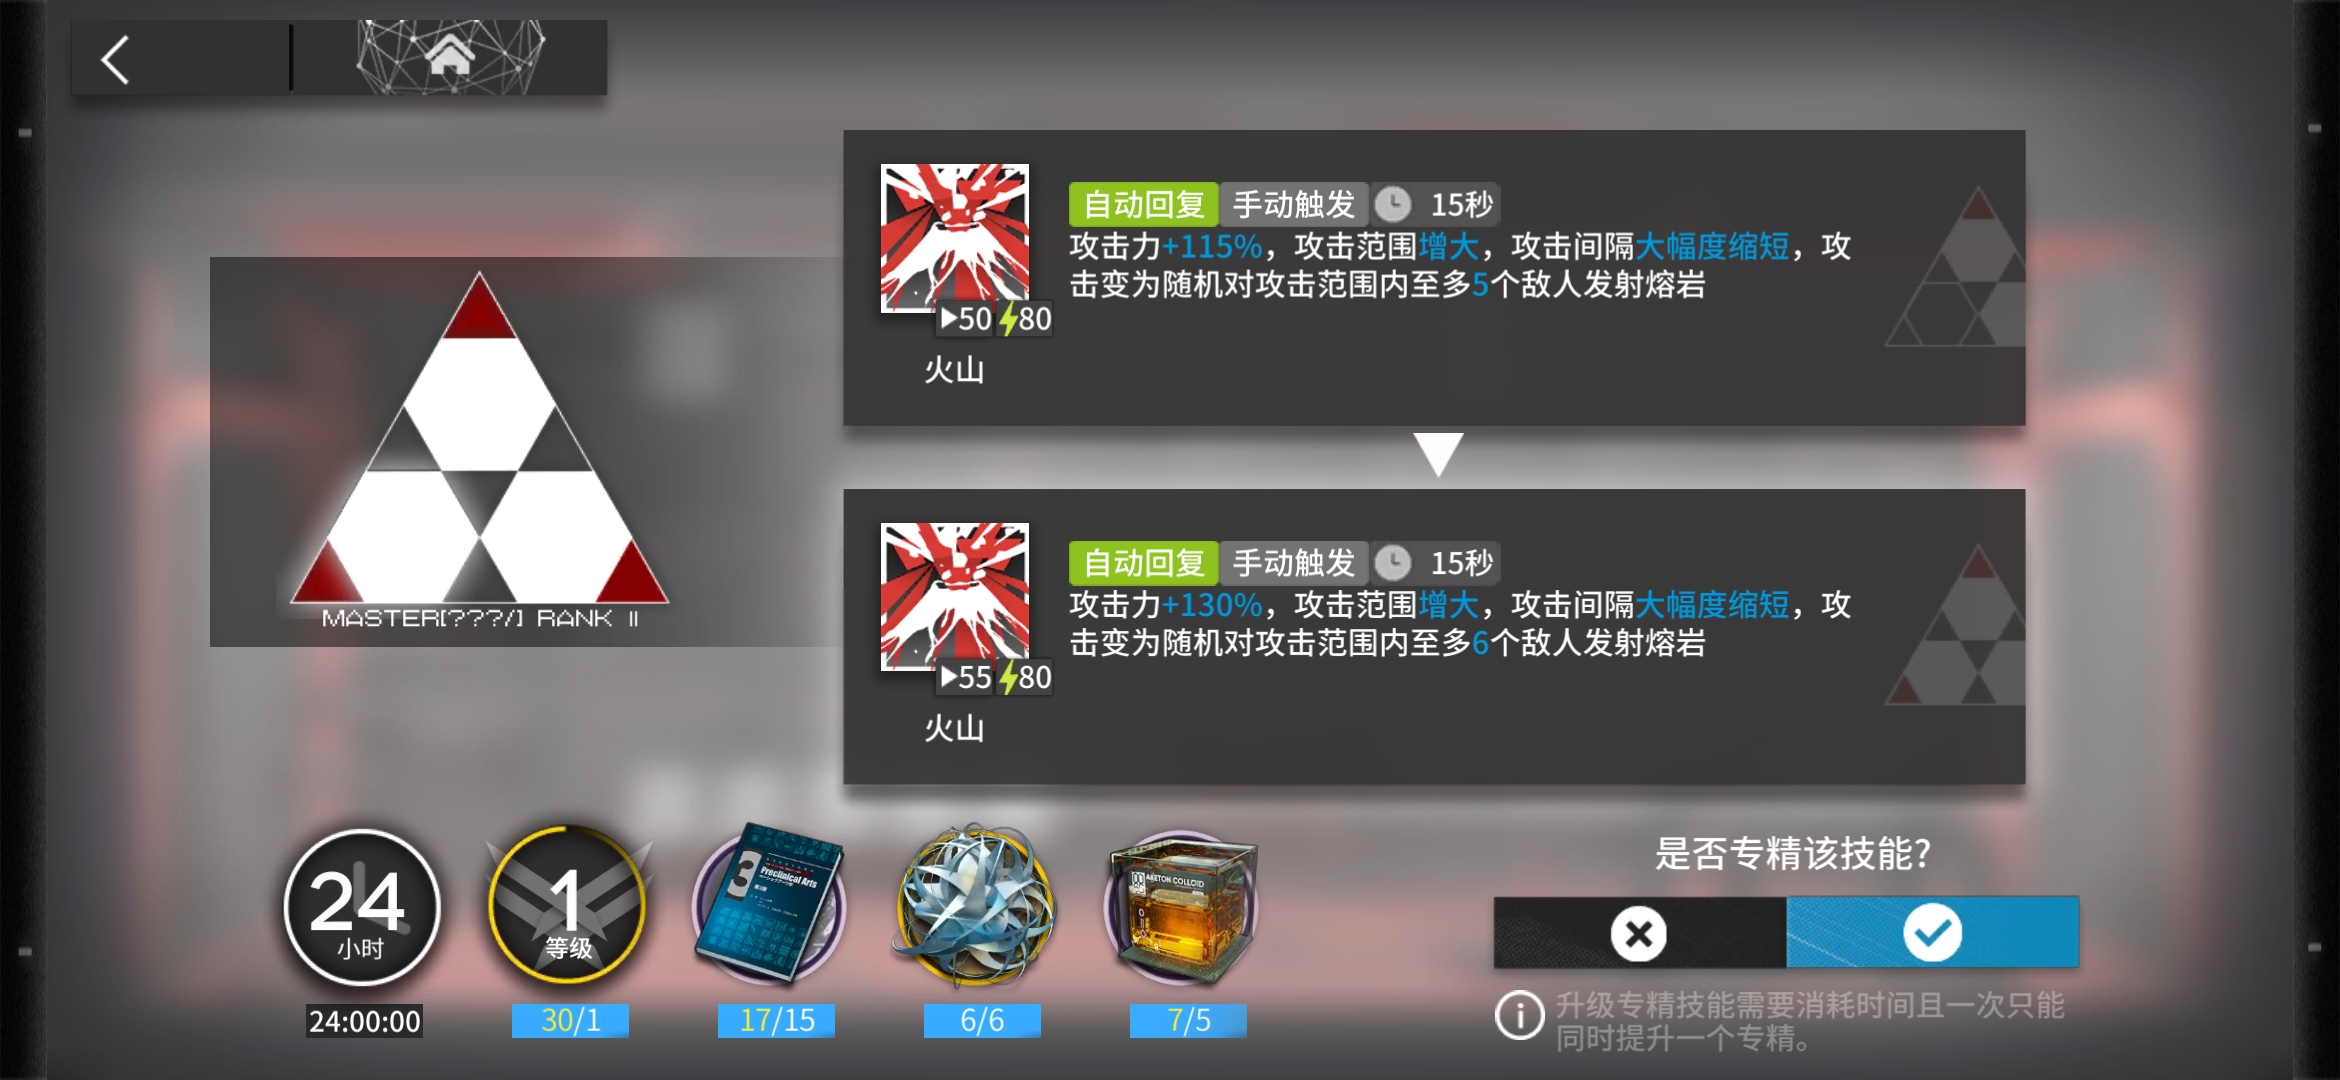 自动回复 手动触发 15秒
攻击力+115%，攻击范围增大，攻击间隔大幅度缩短，攻
击变为随机对攻击范围内至多5个敌人发射熔岩
50 80
火山
MASTER[???/] RANK II
自动回复 手动触发 15秒
攻击力+130%，攻击范围增大，攻击间隔大幅度缩短，攻
击变为随机对攻击范围内至多6个敌人发射熔岩
55 80
火山
24
小时
24:00:00
1
等级
30/1
3
Preclinical Arts
17/15
6/6
AKETON COLLOID
7/5
是否专精该技能?
升级专精技能需要消耗时间且一次只能
同时提升一个专精。